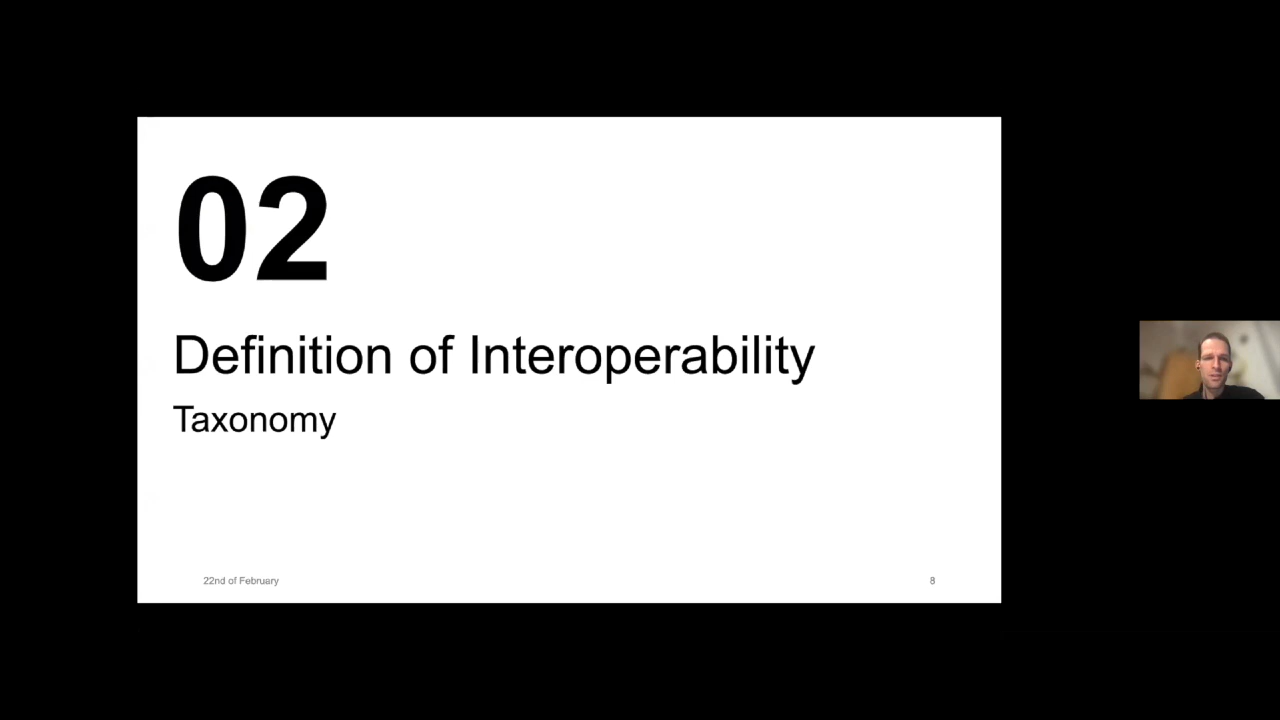 02
Definition of Interoperability
Taxonomy
22nd of February
8